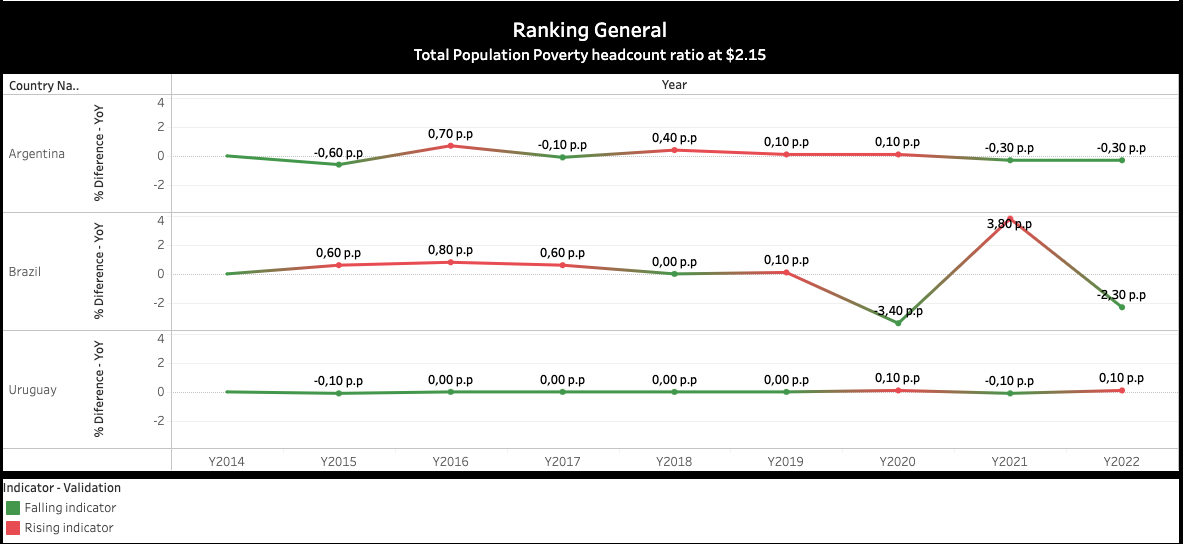 Ranking General
Total Population Poverty headcount ratio at $2.15
Country Na..
Year
Argentina
% Diference - YoY
4
2
0
-2
-0,60 p.p
0,70 p.p
-0,10 p.p
0,40 p.p
0,10 p.p
0,10 p.p
-0,30 p.p
-0,30 p.p
Brazil
% Diference - YoY
4
2
0
-2
0,60 p.p
0,80 p.p
0,60 p.p
0,00 p.p
0,10 p.p
-3,40 p.p
3,80 p.p
-2,30 p.p
Uruguay
% Diference - YoY
4
2
0
-2
-0,10 p.p
0,00 p.p
0,00 p.p
0,00 p.p
0,00 p.p
0,10 p.p
-0,10 p.p
0,10 p.p
Y2014 Y2015 Y2016 Y2017 Y2018 Y2019 Y2020 Y2021 Y2022
Indicator - Validation
Falling indicator
Rising indicator